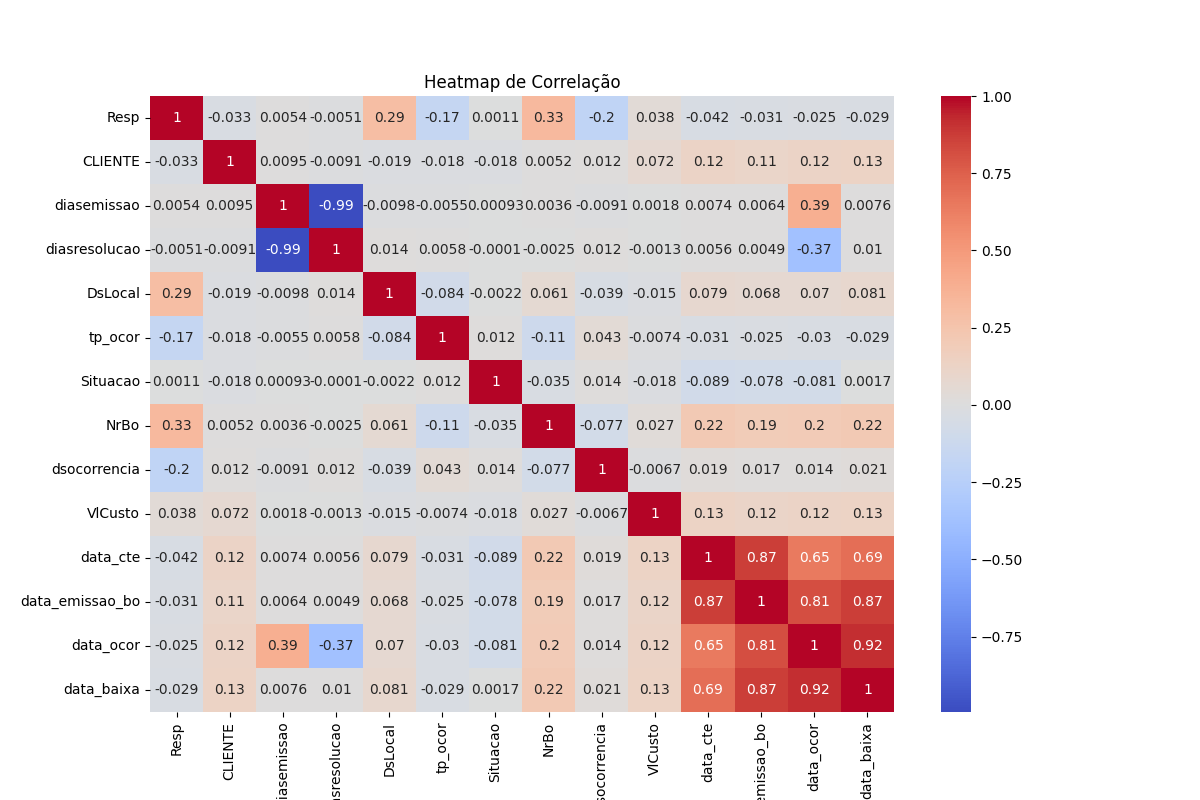 Heatmap de Correlação
Resp 1 -0.033 0.0054 -0.0051 0.29 -0.17 0.0011 0.33 -0.2 0.038 -0.042 -0.031 -0.025 -0.029
CLIENTE -0.033 1 0.0095 -0.0091 -0.019 -0.018 -0.018 0.0052 0.012 0.072 0.12 0.11 0.12 0.13
diasemissao 0.0054 0.0095 1 -0.99 -0.0098 -0.0055 0.00093 0.0036 -0.0091 0.0018 0.0074 0.0064 0.39 0.0076
diasresolucao -0.0051 -0.0091 -0.99 1 0.014 0.0058 -0.0001 -0.0025 0.012 -0.0013 0.0056 0.0049 -0.37 0.01
DsLocal 0.29 -0.019 -0.0098 0.014 1 -0.084 -0.0022 0.061 -0.039 -0.015 0.079 0.068 0.07 0.081
tp_ocor -0.17 -0.018 -0.0055 0.0058 -0.084 1 0.012 -0.11 0.043 -0.0074 -0.031 -0.025 -0.03 -0.029
Situacao 0.0011 -0.018 0.00093 -0.0001 -0.0022 0.012 1 -0.035 0.014 -0.018 -0.089 -0.078 -0.081 0.0017
NrBo 0.33 0.0052 0.0036 -0.0025 0.061 -0.11 -0.035 1 -0.077 0.027 0.22 0.19 0.2 0.22
dsocorrencia -0.2 0.012 -0.0091 0.012 -0.039 0.043 0.014 -0.077 1 -0.0067 0.019 0.017 0.014 0.021
VlCusto 0.038 0.072 0.0018 -0.0013 -0.015 -0.0074 -0.018 0.027 -0.0067 1 0.13 0.12 0.12 0.13
data_cte -0.042 0.12 0.0074 0.0056 0.079 -0.031 -0.089 0.22 0.019 0.13 1 0.87 0.65 0.69
data_emissao_bo -0.031 0.11 0.0064 0.0049 0.068 -0.025 -0.078 0.19 0.017 0.12 0.87 1 0.81 0.87
data_ocor -0.025 0.12 0.39 -0.37 0.07 -0.03 -0.081 0.2 0.014 0.12 0.65 0.81 1 0.92
data_baixa -0.029 0.13 0.0076 0.01 0.081 -0.029 0.0017 0.22 0.021 0.13 0.69 0.87 0.92 1
Resp
CLIENTE
iasemissao
sresolucao
DsLocal
tp_ocor
Situacao
NrBo
socorrencia
VlCusto
data_cte
emissao_bo
data_ocor
data_baixa
1.00
0.75
0.50
0.25
0.00
−0.25
−0.50
−0.75